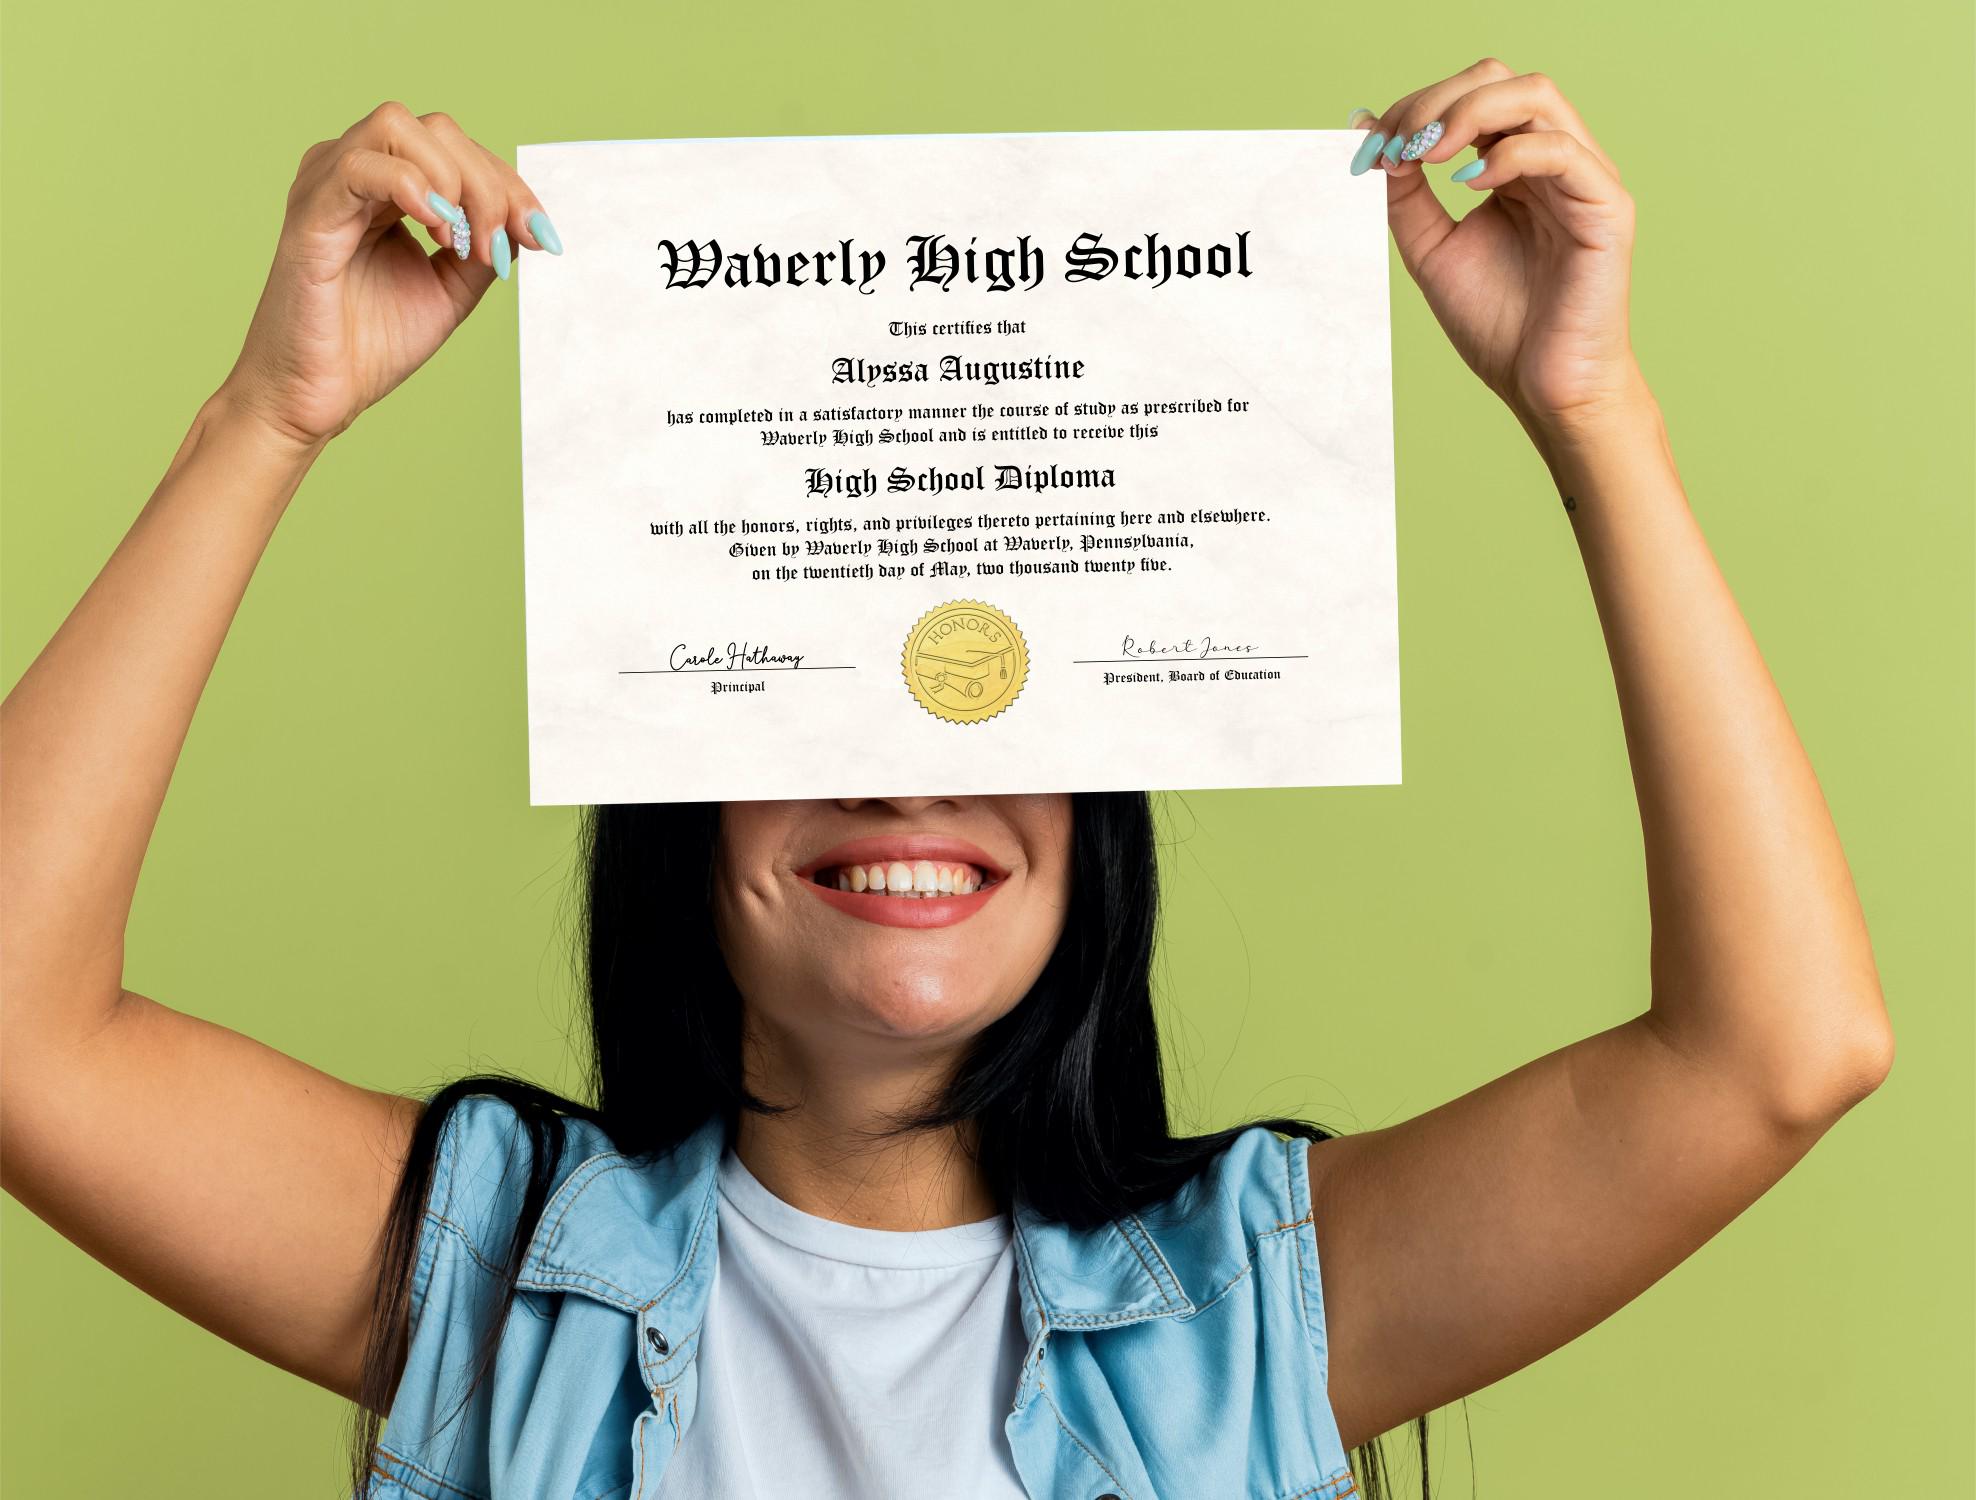 Waverly High School
This certifies that
Alyssa Augustine
has completed in a satisfactory manner the course of study as prescribed for
Waverly High School and is entitled to receive this
High School Diploma
with all the honors, rights, and privileges thereto pertaining here and elsewhere.
Given by Waverly High School at Waverly, Pennsylvania,
on the twentieth day of May, two thousand twenty five.
HONORS
Carole Hathaway
Principal
Robert Jones
President, Board of Education